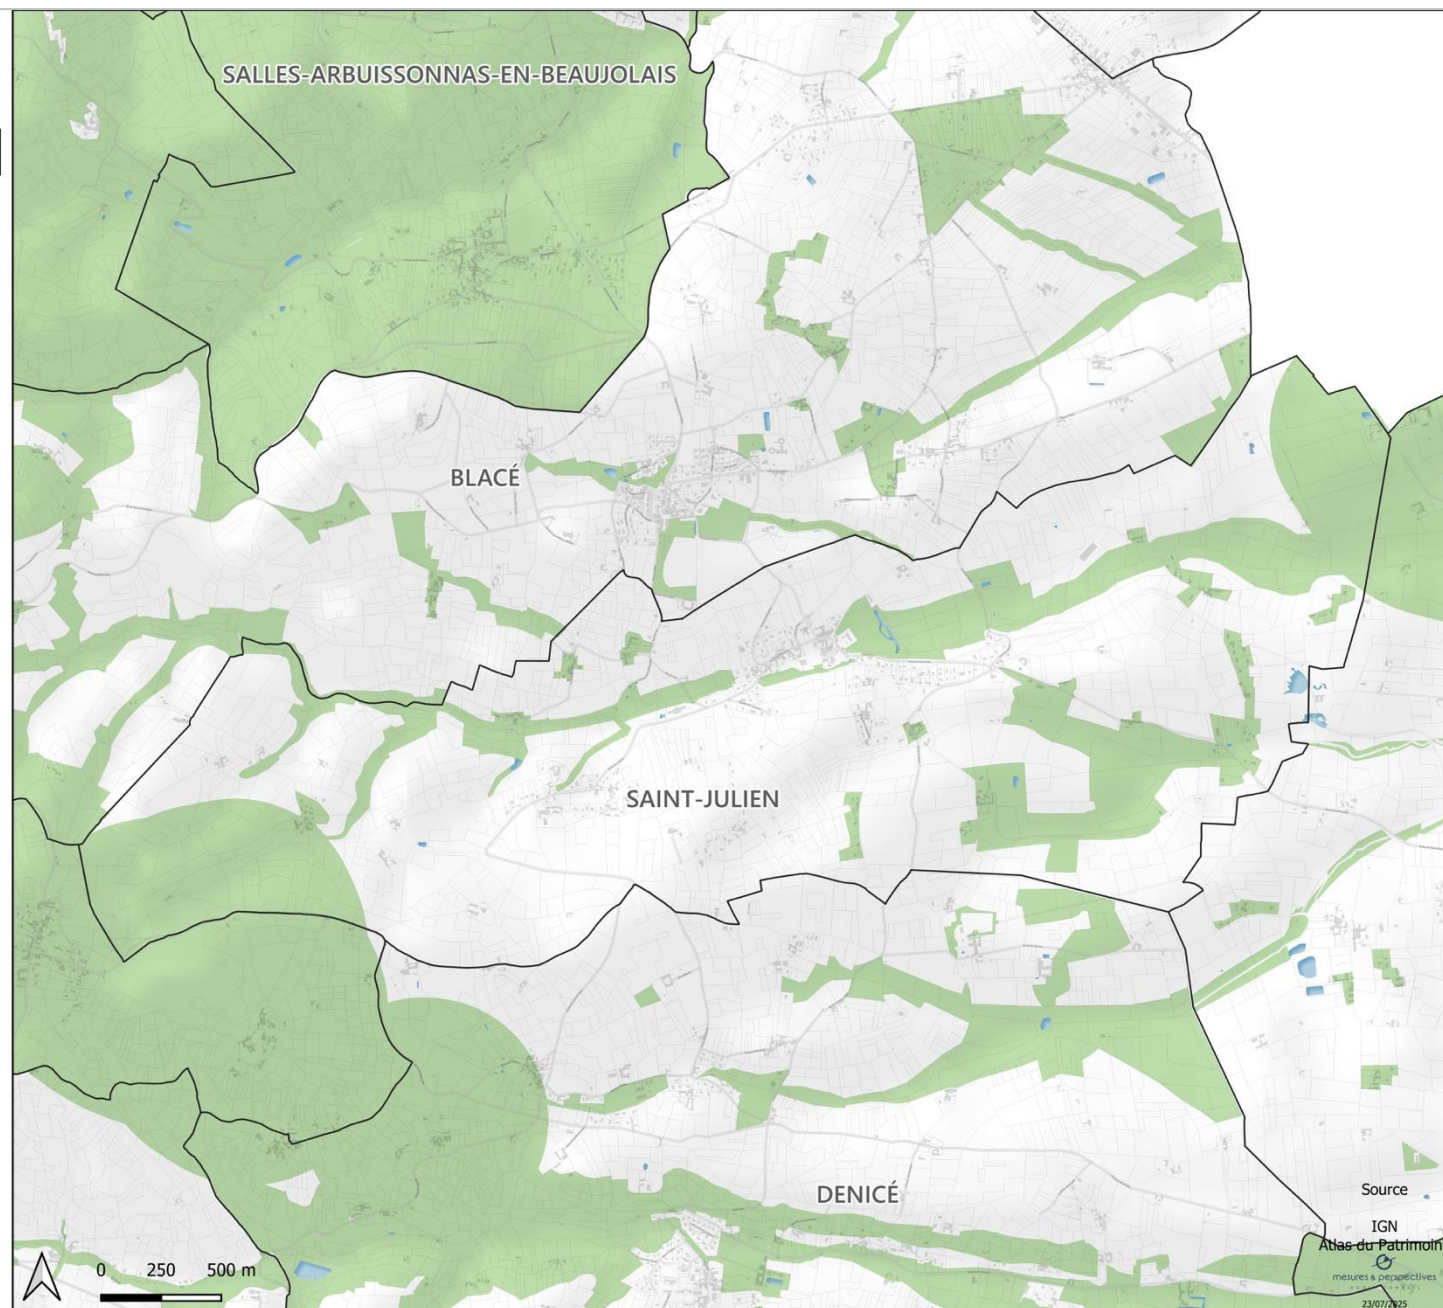 SALLES-ARBUISSONNAS-EN-BEAUJOLAIS
BLACÉ
SAINT-JULIEN
DENICÉ
0 250 500 m
Source
IGN
Atlas du Patrimoin
mesures & perspectives
23/07/2025